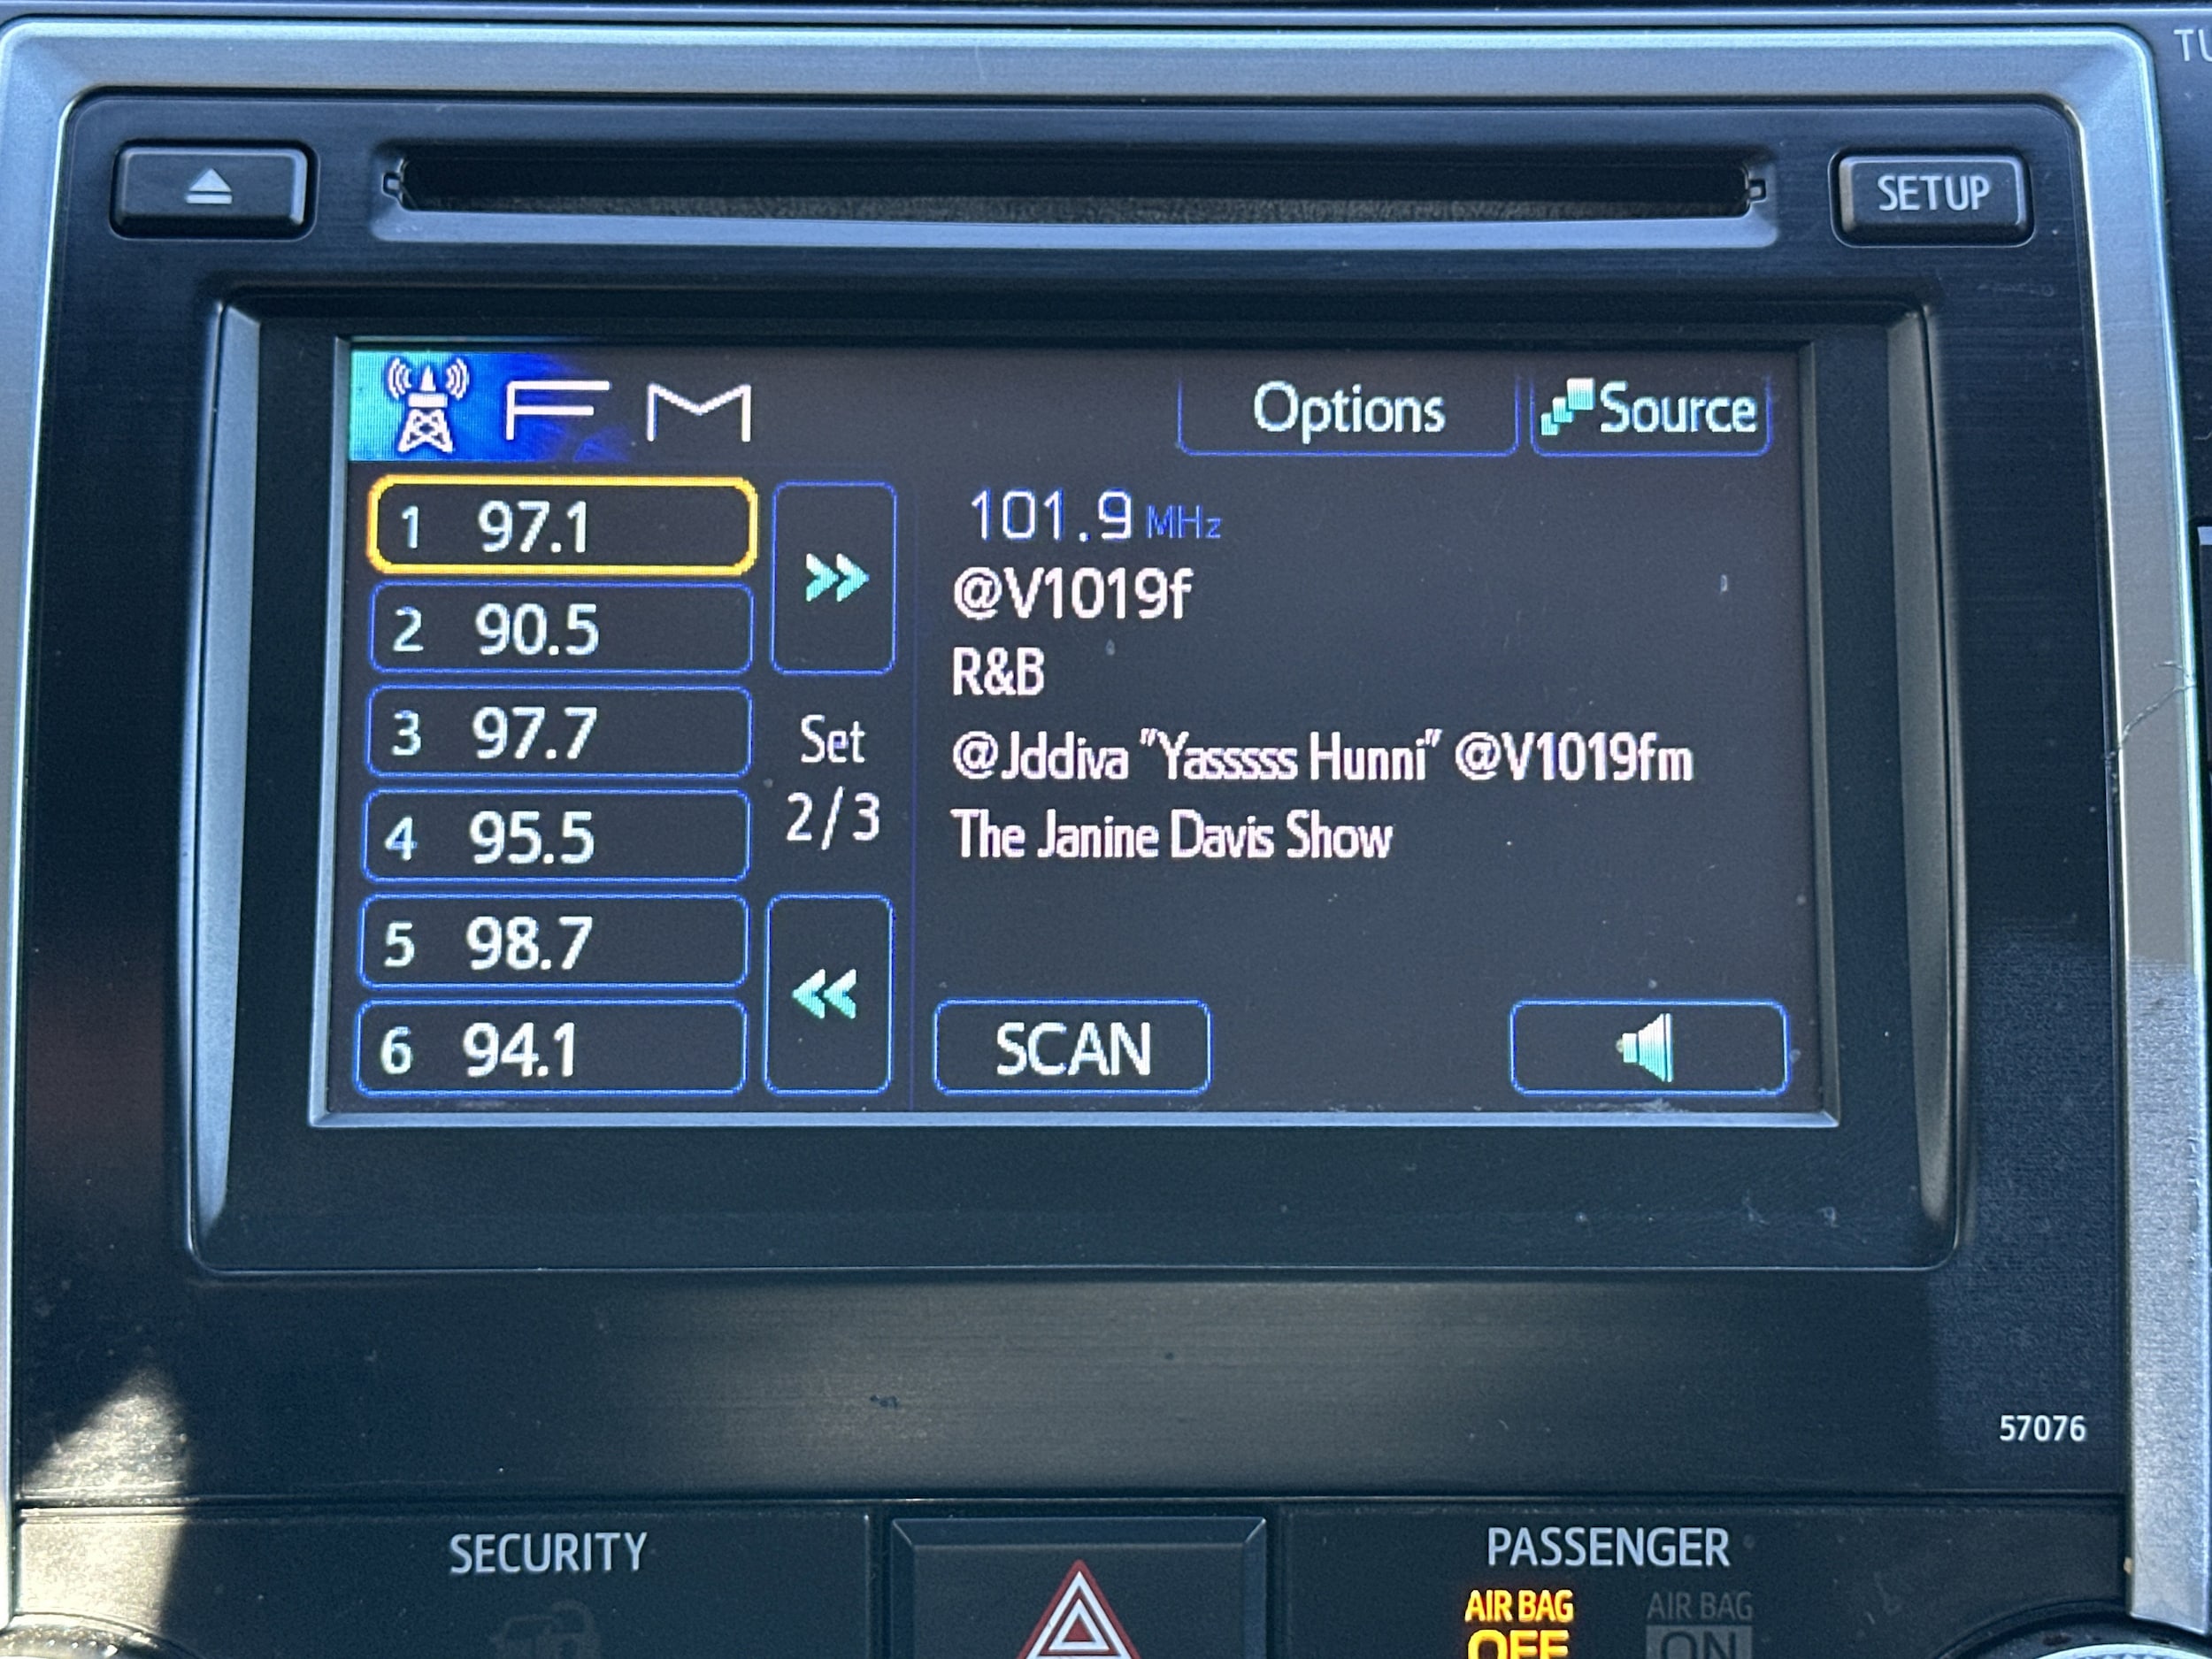 TU
SETUP
FM
Options
Source
1 97.1
2 90.5
3 97.7
4 95.5
5 98.7
6 94.1
Set
2/3
101.9 MHz
@V1019f
R&B
@Jddiva "Yasssss Hunni" @V1019fm
The Janine Davis Show
SCAN
57076
SECURITY
PASSENGER
AIR BAG
OFF
AIR BAG
ON